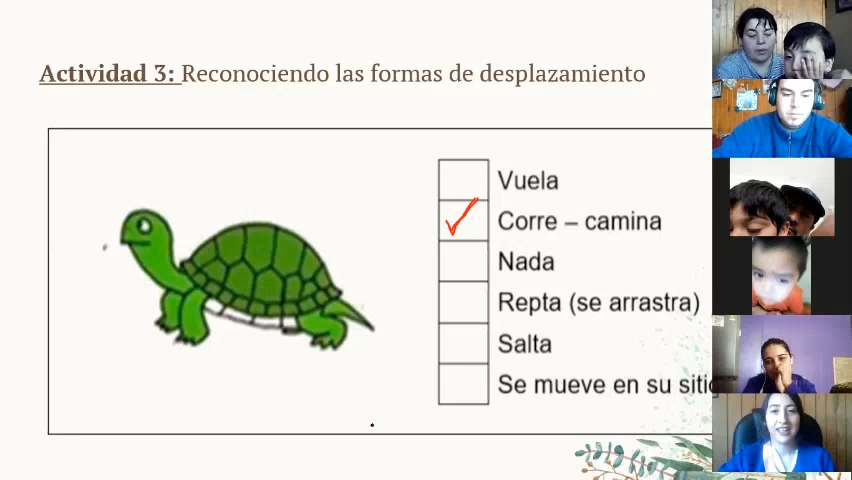 Actividad 3: Reconociendo las formas de desplazamiento
Vuela
Corre – camina
Nada
Repta (se arrastra)
Salta
Se mueve en su